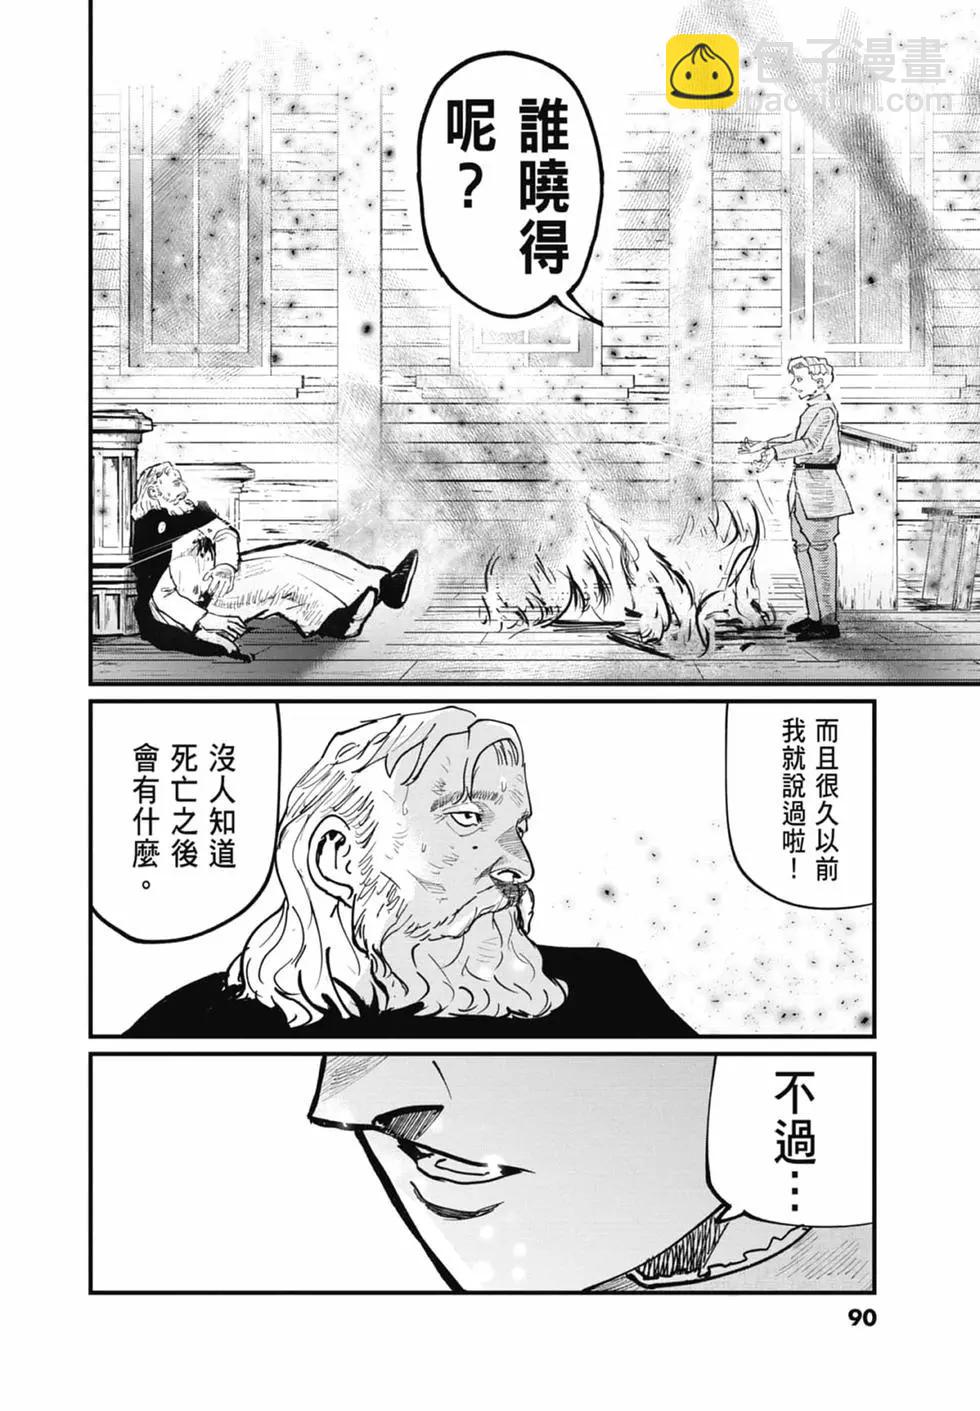 包子漫畫
baozimh.com
誰曉得
呢？
而且很久以前
我就說過啦！
沒人知道
死亡之後
會有什麼。
不過…
90